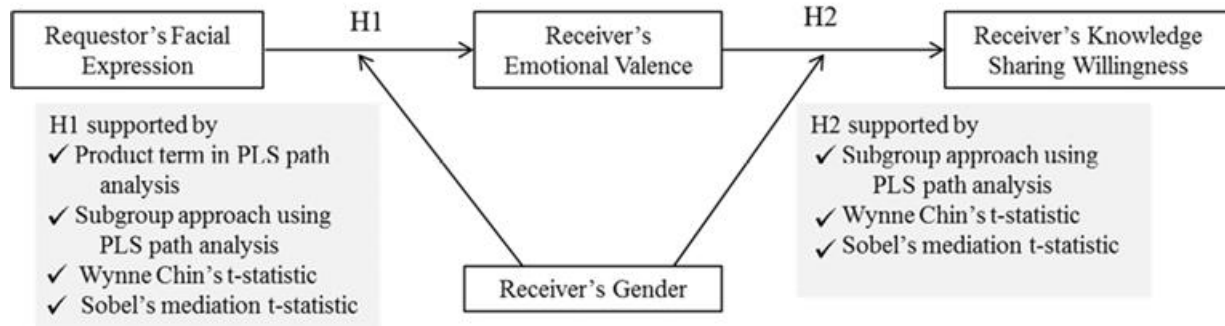 H1
H2
Requestor's Facial
Expression
Receiver's
Emotional Valence
Receiver's Knowledge
Sharing Willingness
H1 supported by
✓ Product term in PLS path
analysis
✓ Subgroup approach using
PLS path analysis
✓ Wynne Chin's t-statistic
✓ Sobel's mediation t-statistic
H2 supported by
✓ Subgroup approach using
PLS path analysis
✓ Wynne Chin's t-statistic
✓ Sobel's mediation t-statistic
Receiver's Gender